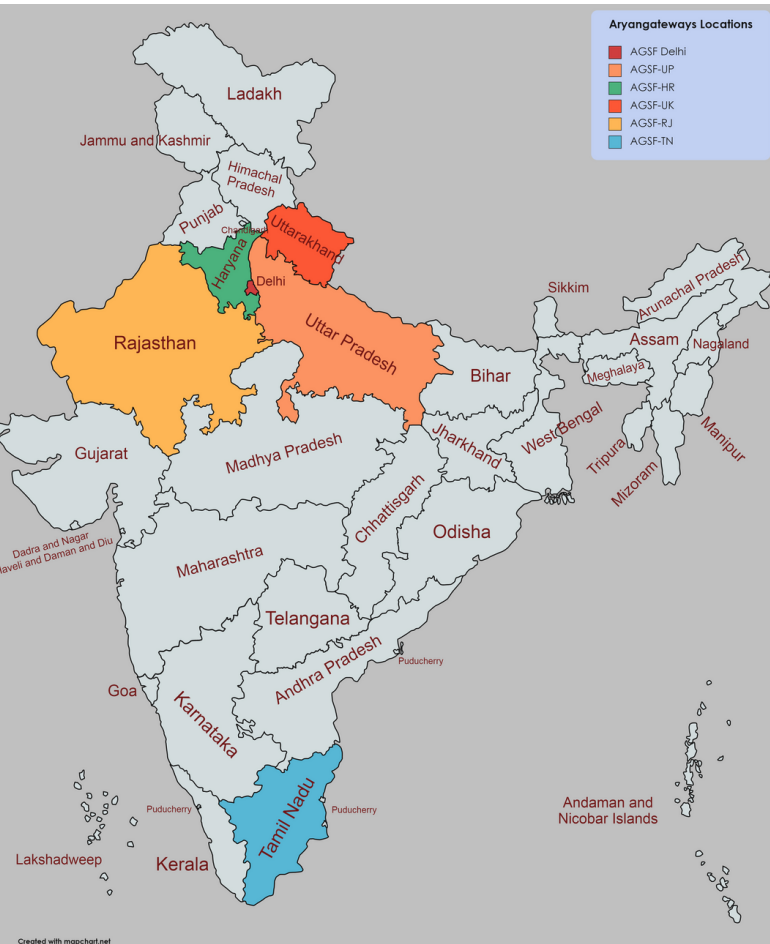 Aryangateways Locations
AGSF Delhi
AGSF-UP
AGSF-HR
AGSF-UK
AGSF-RJ
AGSF-TN
Ladakh
Jammu and Kashmir
Himachal
Pradesh
Punjab
Chandigarh
Uttarakhand
Haryana
Delhi
Rajasthan
Uttar Pradesh
Sikkim
Arunachal Pradesh
Assam
Nagaland
Meghalaya
Bihar
Manipur
Tripura
Mizoram
West Bengal
Jharkhand
Gujarat
Madhya Pradesh
Chhattisgarh
Odisha
Dadra and Nagar
Haveli and Daman and Diu
Maharashtra
Telangana
Andhra Pradesh
Puducherry
Goa
Karnataka
Tamil Nadu
Puducherry
Puducherry
Kerala
Lakshadweep
Andaman and
Nicobar Islands
Created with mapchart.net